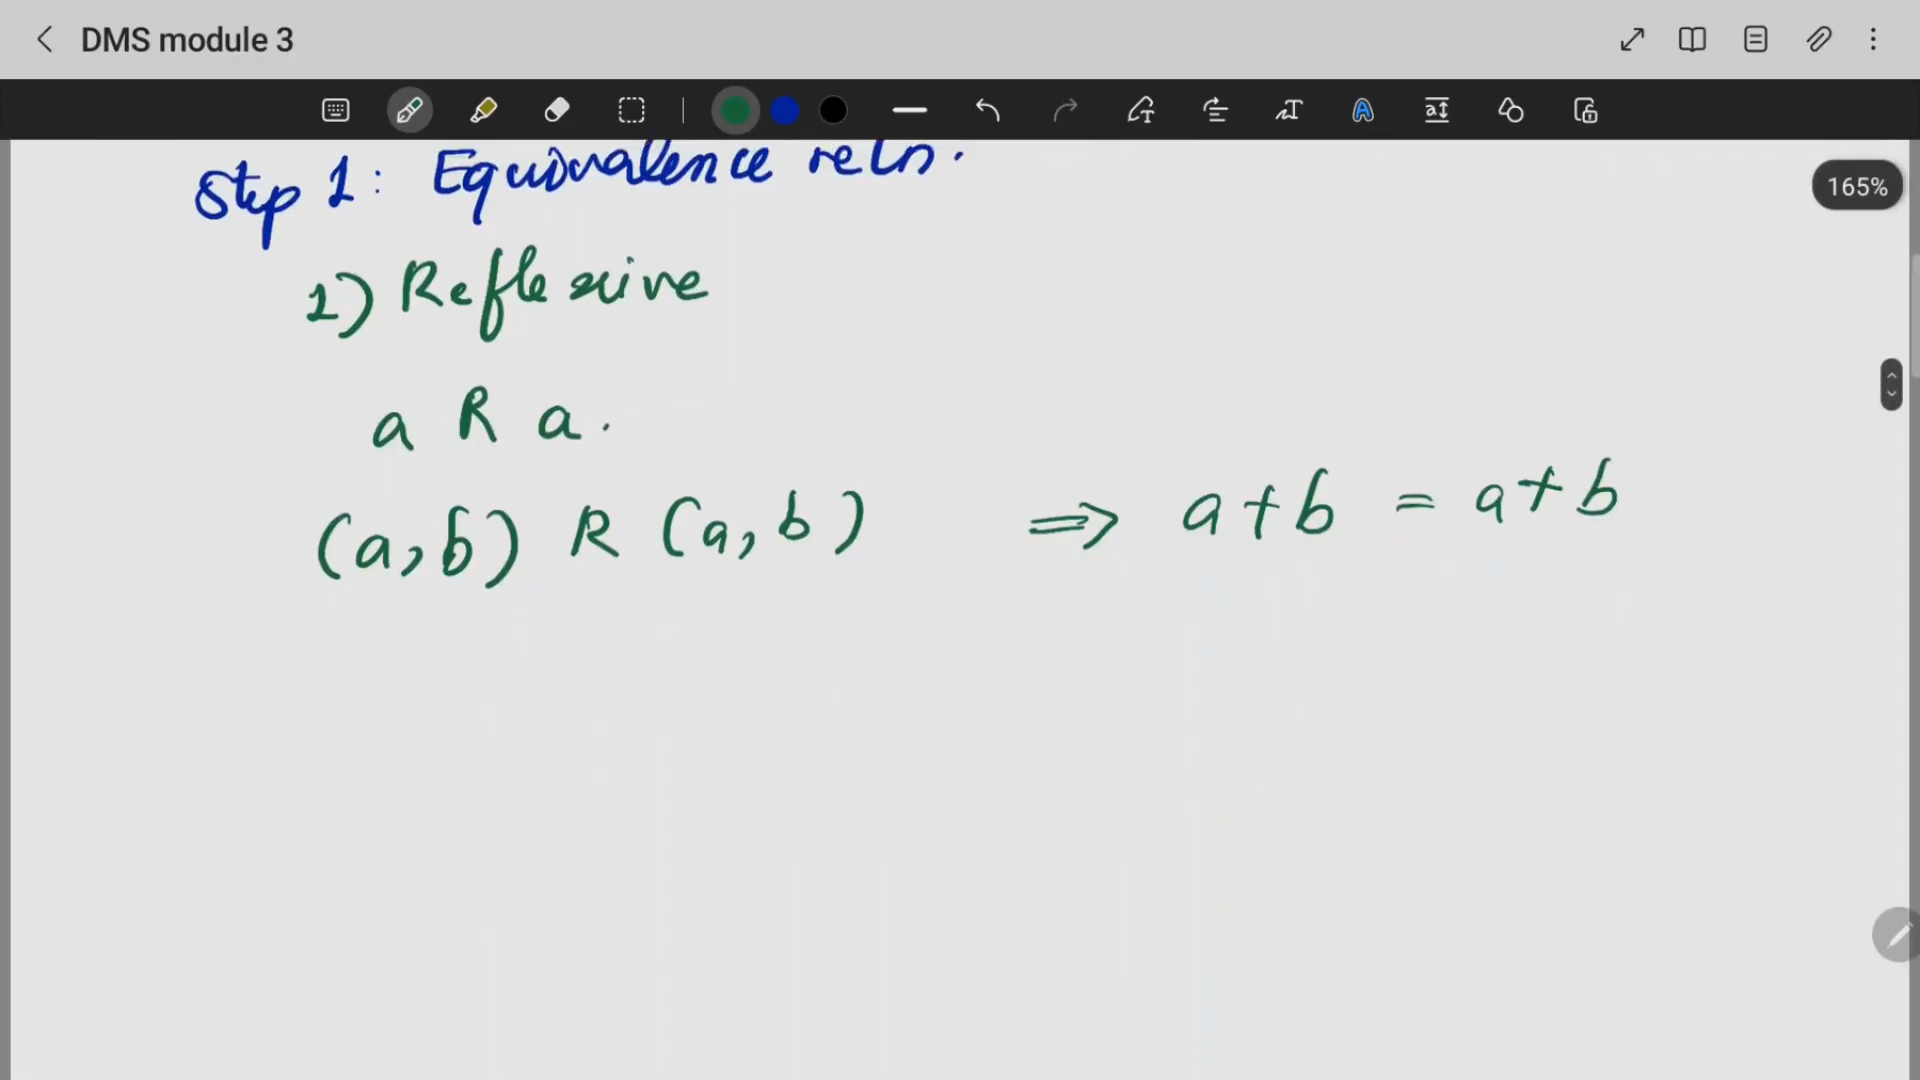 DMS module 3
165%
Step 1: Equivalence reln.
1) Reflexive
a R a.
(a, b) R (a, b) ⟹ a + b = a + b